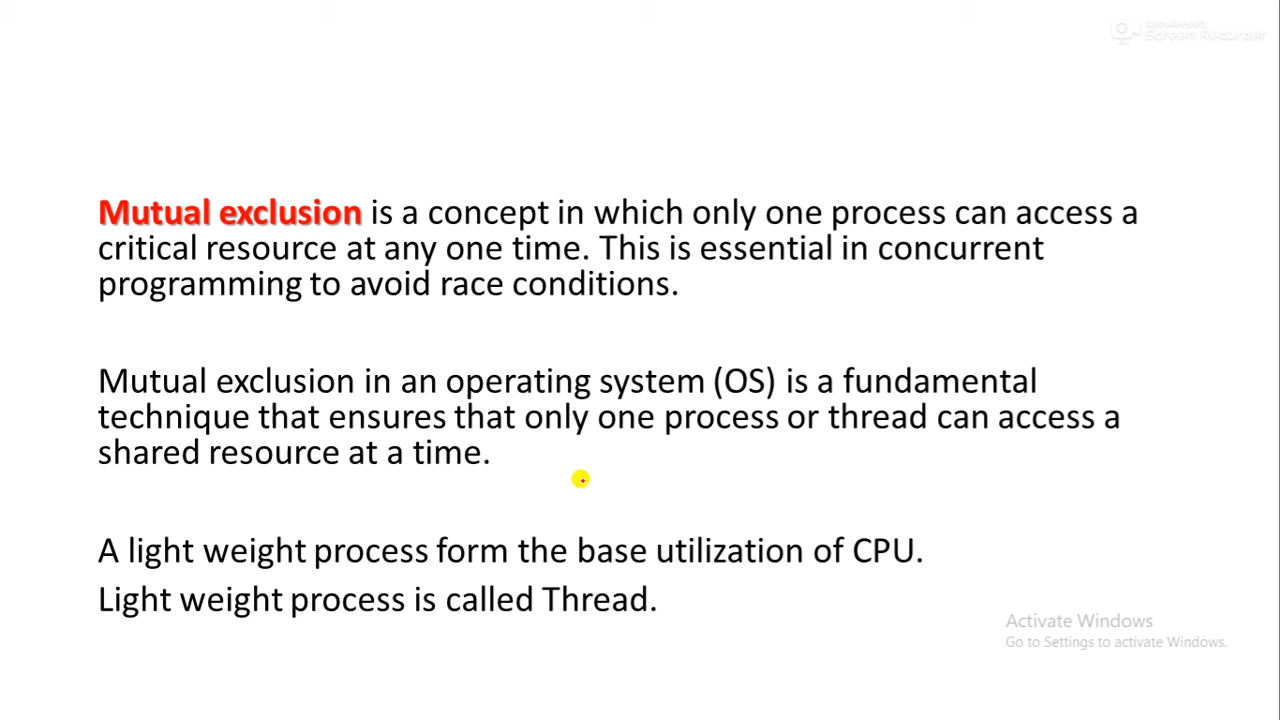 Screen Recorder
Mutual exclusion is a concept in which only one process can access a
critical resource at any one time. This is essential in concurrent
programming to avoid race conditions.
Mutual exclusion in an operating system (OS) is a fundamental
technique that ensures that only one process or thread can access a
shared resource at a time.
A light weight process form the base utilization of CPU.
Light weight process is called Thread.
Activate Windows
Go to Settings to activate Windows.